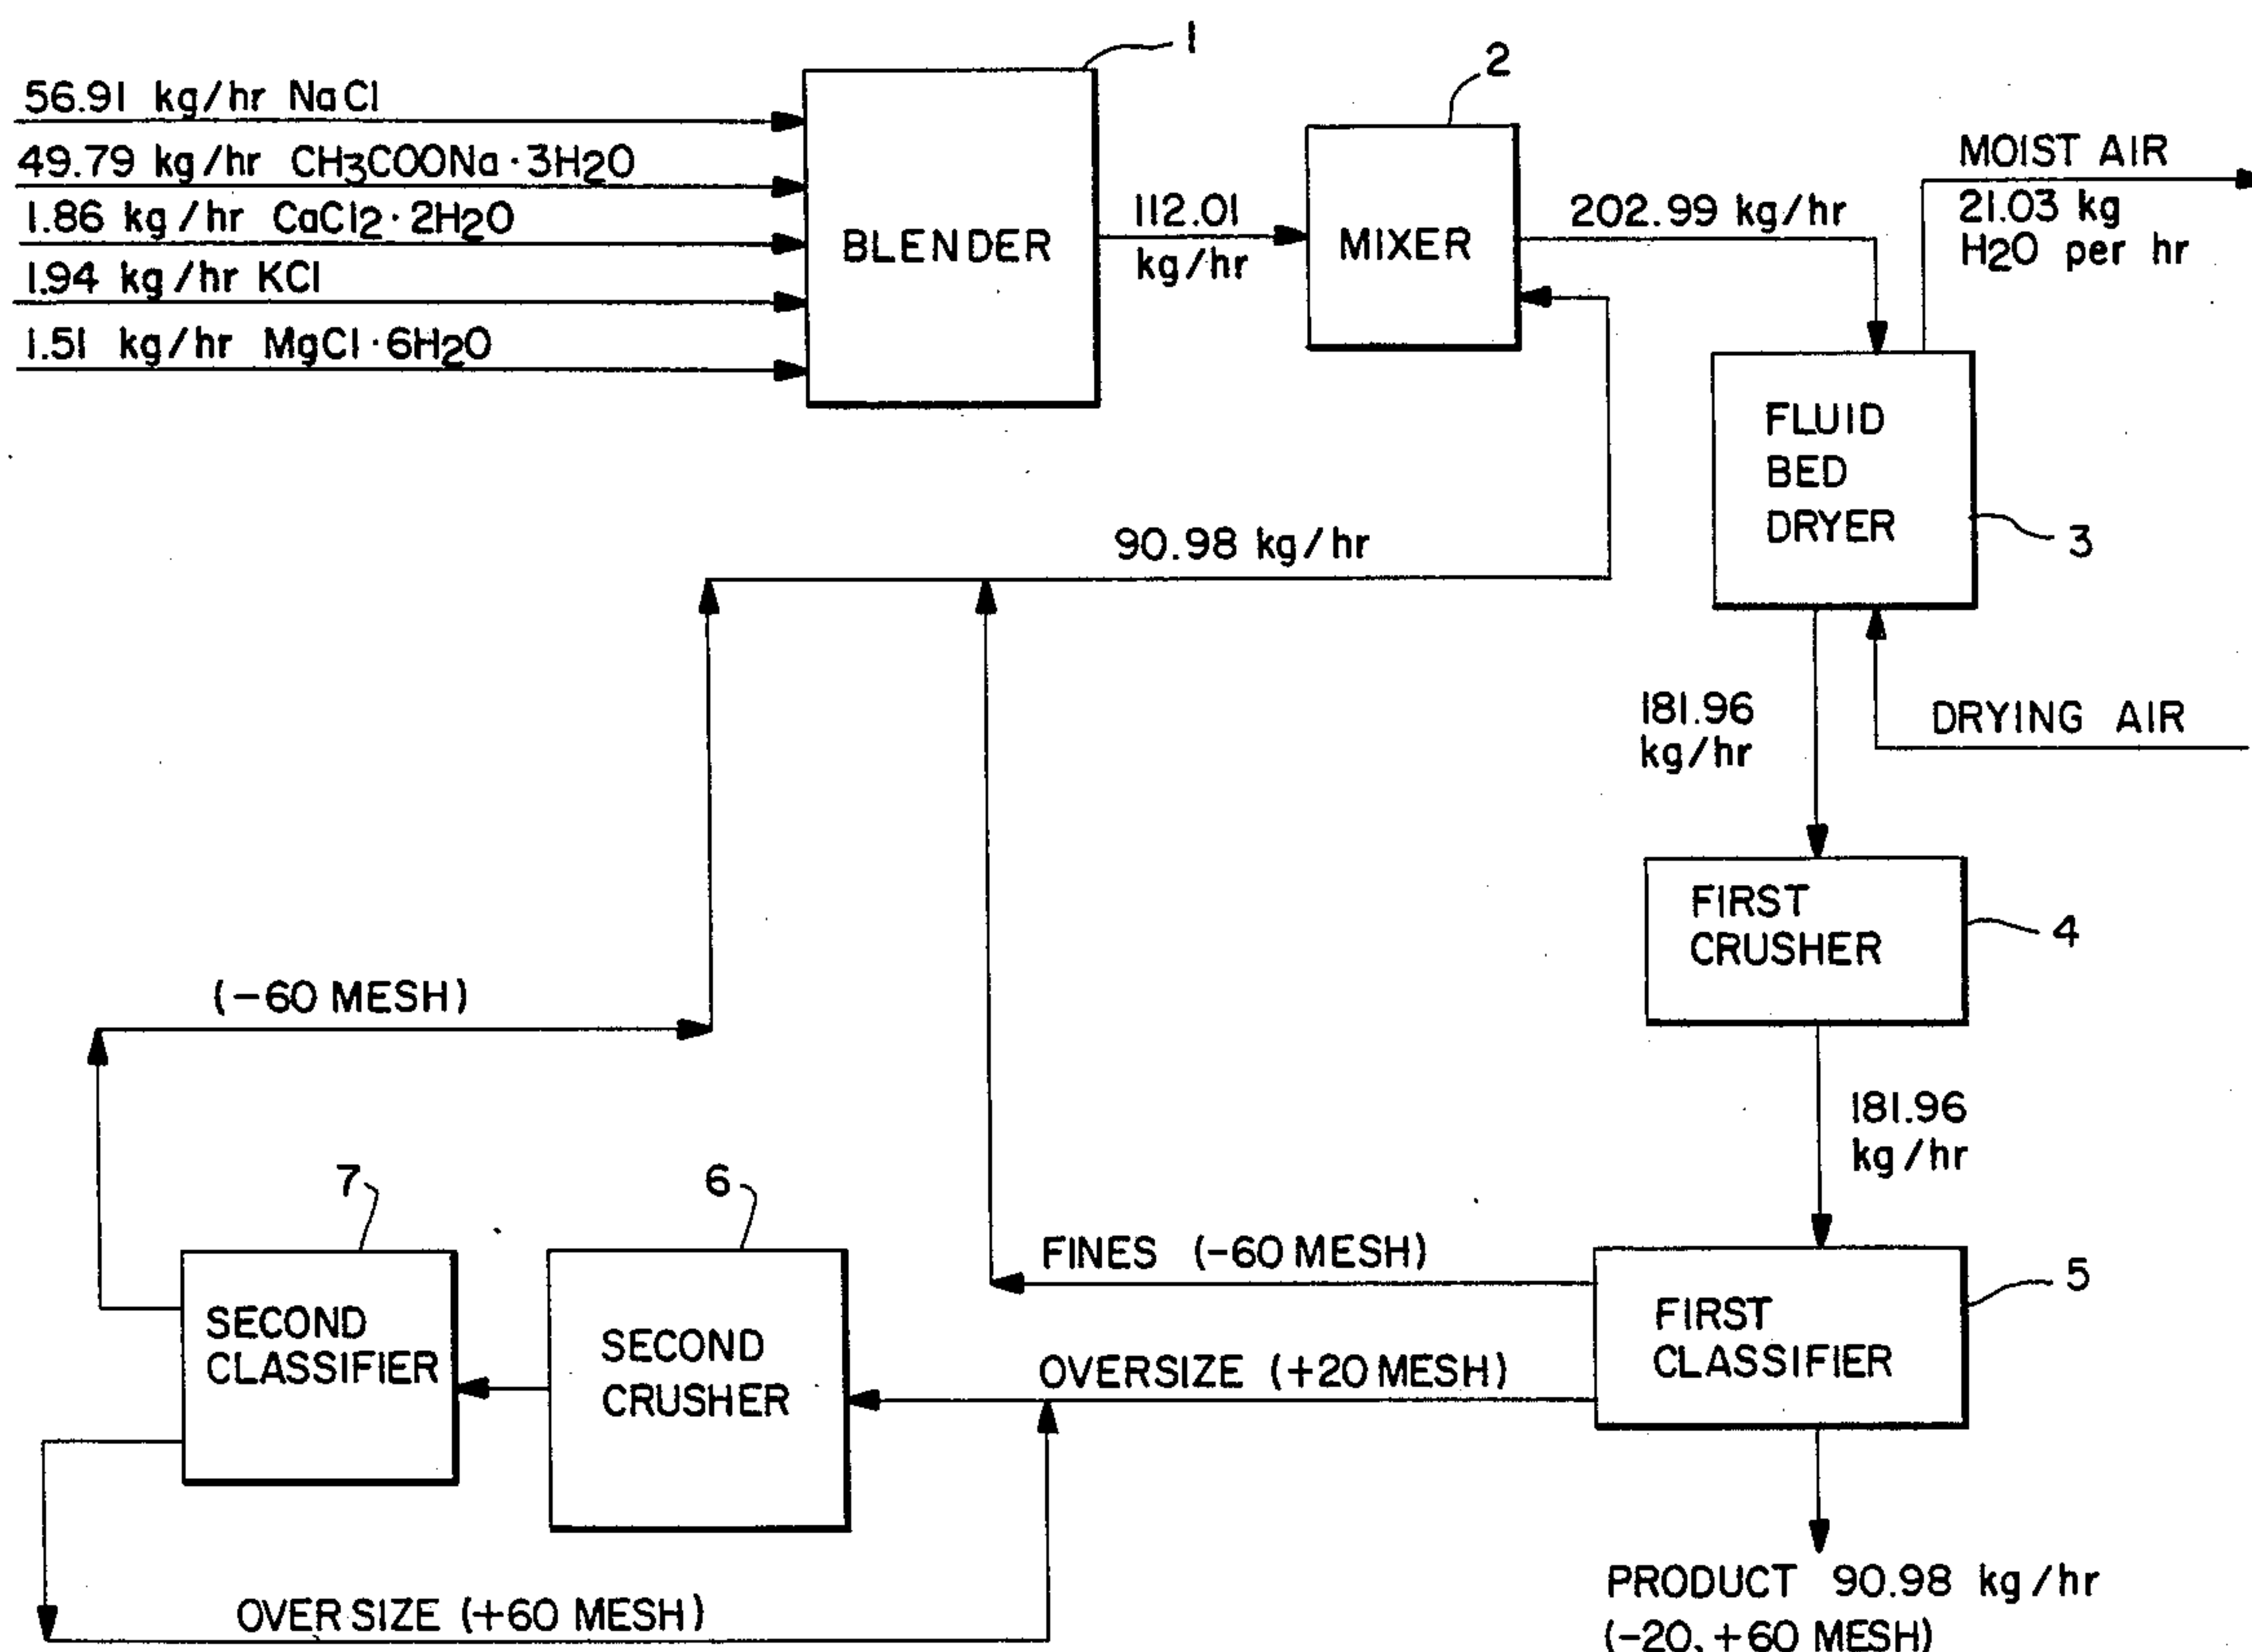 1
56.91 kg/hr NaCl
49.79 kg/hr CH3COONa·3H2O
1.86 kg/hr CaCl2·2H2O
1.94 kg/hr KCl
1.51 kg/hr MgCl·6H2O
BLENDER
112.01
kg/hr
2
MIXER
202.99 kg/hr
MOIST AIR
21.03 kg
H2O per hr
FLUID
BED
DRYER
3
90.98 kg/hr
181.96
kg/hr
DRYING AIR
FIRST
CRUSHER
4
(-60 MESH)
181.96
kg/hr
7
6
SECOND
CLASSIFIER
SECOND
CRUSHER
FINES (-60 MESH)
OVERSIZE (+20 MESH)
FIRST
CLASSIFIER
5
OVERSIZE (+60 MESH)
PRODUCT 90.98 kg/hr
(-20, +60 MESH)